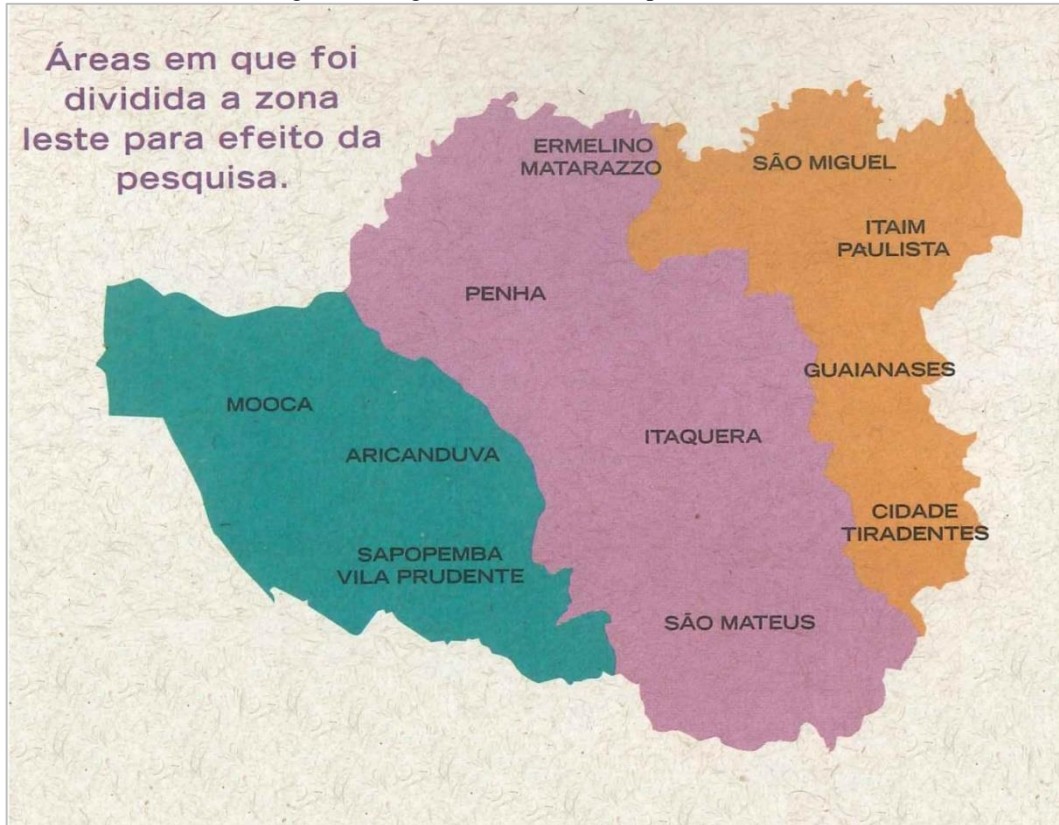 Áreas em que foi
dividida a zona
leste para efeito da
pesquisa.
ERMELINO
MATARAZZO
SÃO MIGUEL
ITAIM
PAULISTA
PENHA
GUAIANASES
MOOCA
ITAQUERA
ARICANDUVA
CIDADE
TIRADENTES
SAPOPEMBA
VILA PRUDENTE
SÃO MATEUS